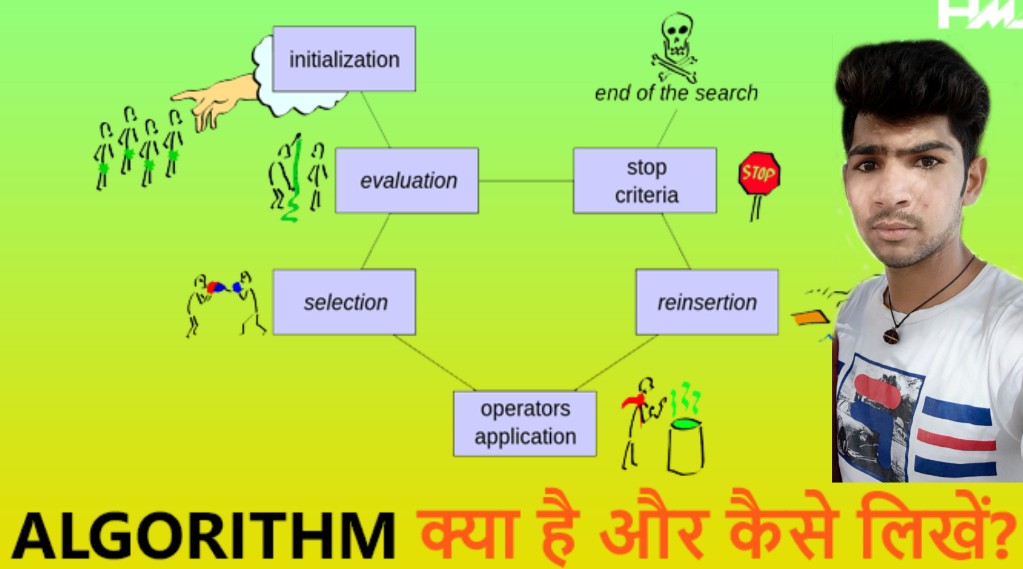 initialization
end of the search
evaluation
stop
criteria
STOP
selection
reinsertion
operators
application
ALGORITHM क्या है और कैसे लिखें?